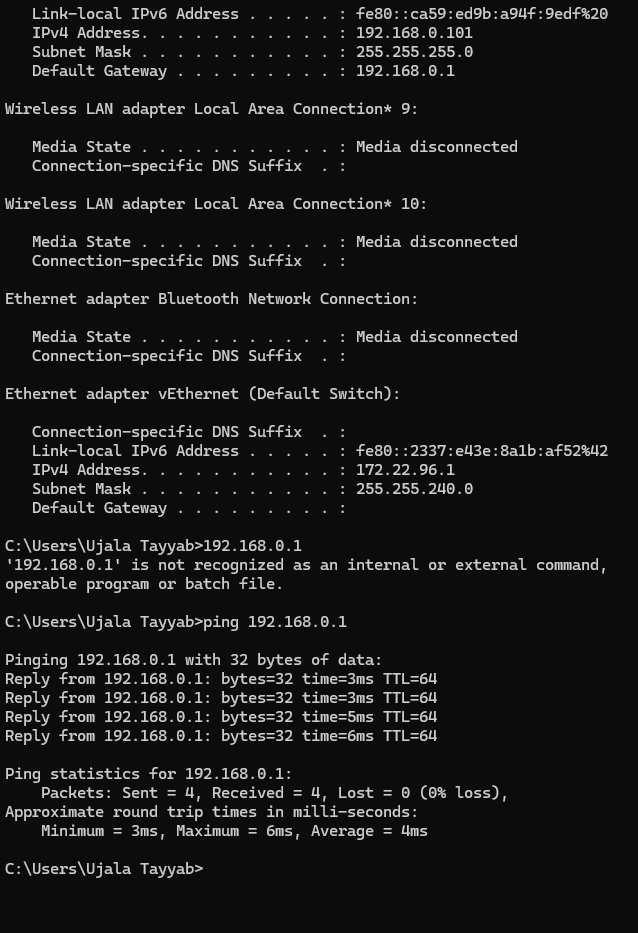 Link-local IPv6 Address . . . . . : fe80::ca59:ed9b:a94f:9edf%20
   IPv4 Address. . . . . . . . . . . : 192.168.0.101
   Subnet Mask . . . . . . . . . . . : 255.255.255.0
   Default Gateway . . . . . . . . . : 192.168.0.1
Wireless LAN adapter Local Area Connection* 9:
   Media State . . . . . . . . . . . : Media disconnected
   Connection-specific DNS Suffix  . :
Wireless LAN adapter Local Area Connection* 10:
   Media State . . . . . . . . . . . : Media disconnected
   Connection-specific DNS Suffix  . :
Ethernet adapter Bluetooth Network Connection:
   Media State . . . . . . . . . . . : Media disconnected
   Connection-specific DNS Suffix  . :
Ethernet adapter vEthernet (Default Switch):
   Connection-specific DNS Suffix  . :
   Link-local IPv6 Address . . . . . : fe80::2337:e43e:8a1b:af52%42
   IPv4 Address. . . . . . . . . . . : 172.22.96.1
   Subnet Mask . . . . . . . . . . . : 255.255.240.0
   Default Gateway . . . . . . . . . :
C:\Users\Ujala Tayyab>192.168.0.1
'192.168.0.1' is not recognized as an internal or external command,
operable program or batch file.
C:\Users\Ujala Tayyab>ping 192.168.0.1
Pinging 192.168.0.1 with 32 bytes of data:
Reply from 192.168.0.1: bytes=32 time=3ms TTL=64
Reply from 192.168.0.1: bytes=32 time=3ms TTL=64
Reply from 192.168.0.1: bytes=32 time=5ms TTL=64
Reply from 192.168.0.1: bytes=32 time=6ms TTL=64
Ping statistics for 192.168.0.1:
    Packets: Sent = 4, Received = 4, Lost = 0 (0% loss),
Approximate round trip times in milli-seconds:
    Minimum = 3ms, Maximum = 6ms, Average = 4ms
C:\Users\Ujala Tayyab>